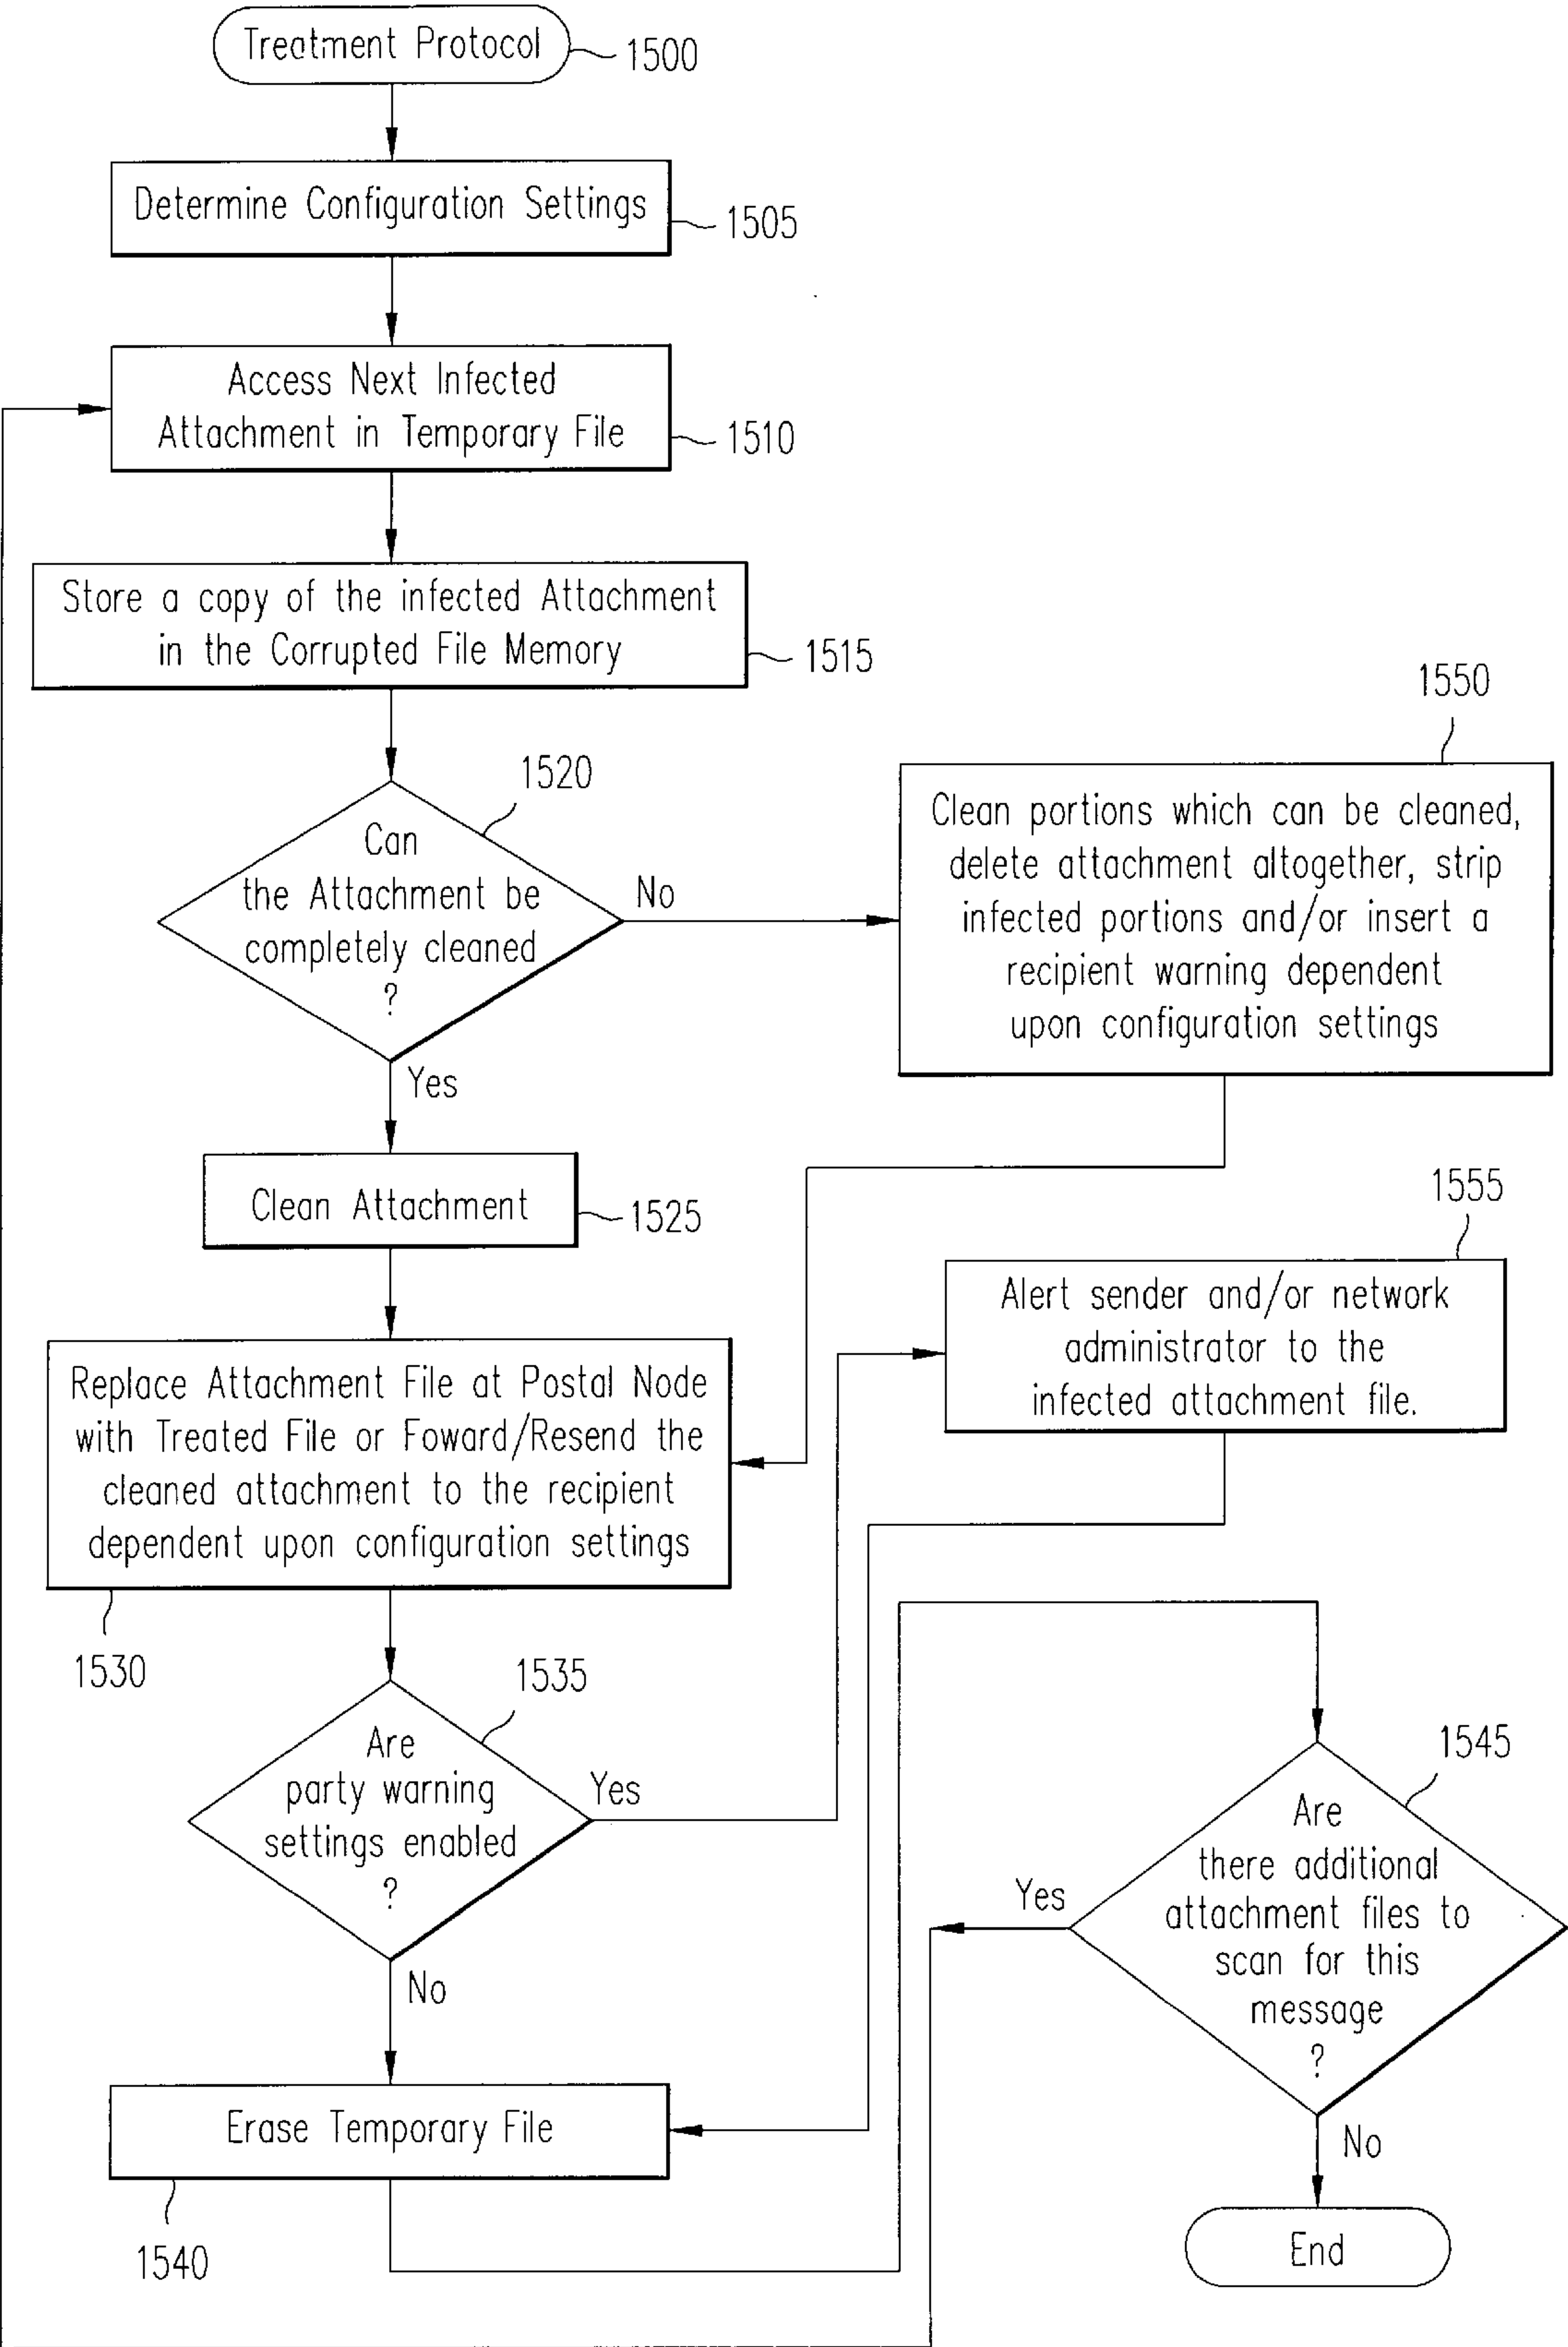 Treatment Protocol
1500
Determine Configuration Settings
1505
Access Next Infected
Attachment in Temporary File
1510
Store a copy of the infected Attachment
in the Corrupted File Memory
1515
1520
Can
the Attachment be
completely cleaned
?
No
Yes
1550
Clean portions which can be cleaned,
delete attachment altogether, strip
infected portions and/or insert a
recipient warning dependent
upon configuration settings
Clean Attachment
1525
Replace Attachment File at Postal Node
with Treated File or Foward/Resend the
cleaned attachment to the recipient
dependent upon configuration settings
1530
1555
Alert sender and/or network
administrator to the
infected attachment file.
1535
Are
party warning
settings enabled
?
Yes
No
Erase Temporary File
1540
1545
Are
there additional
attachment files to
scan for this
message
?
Yes
No
End